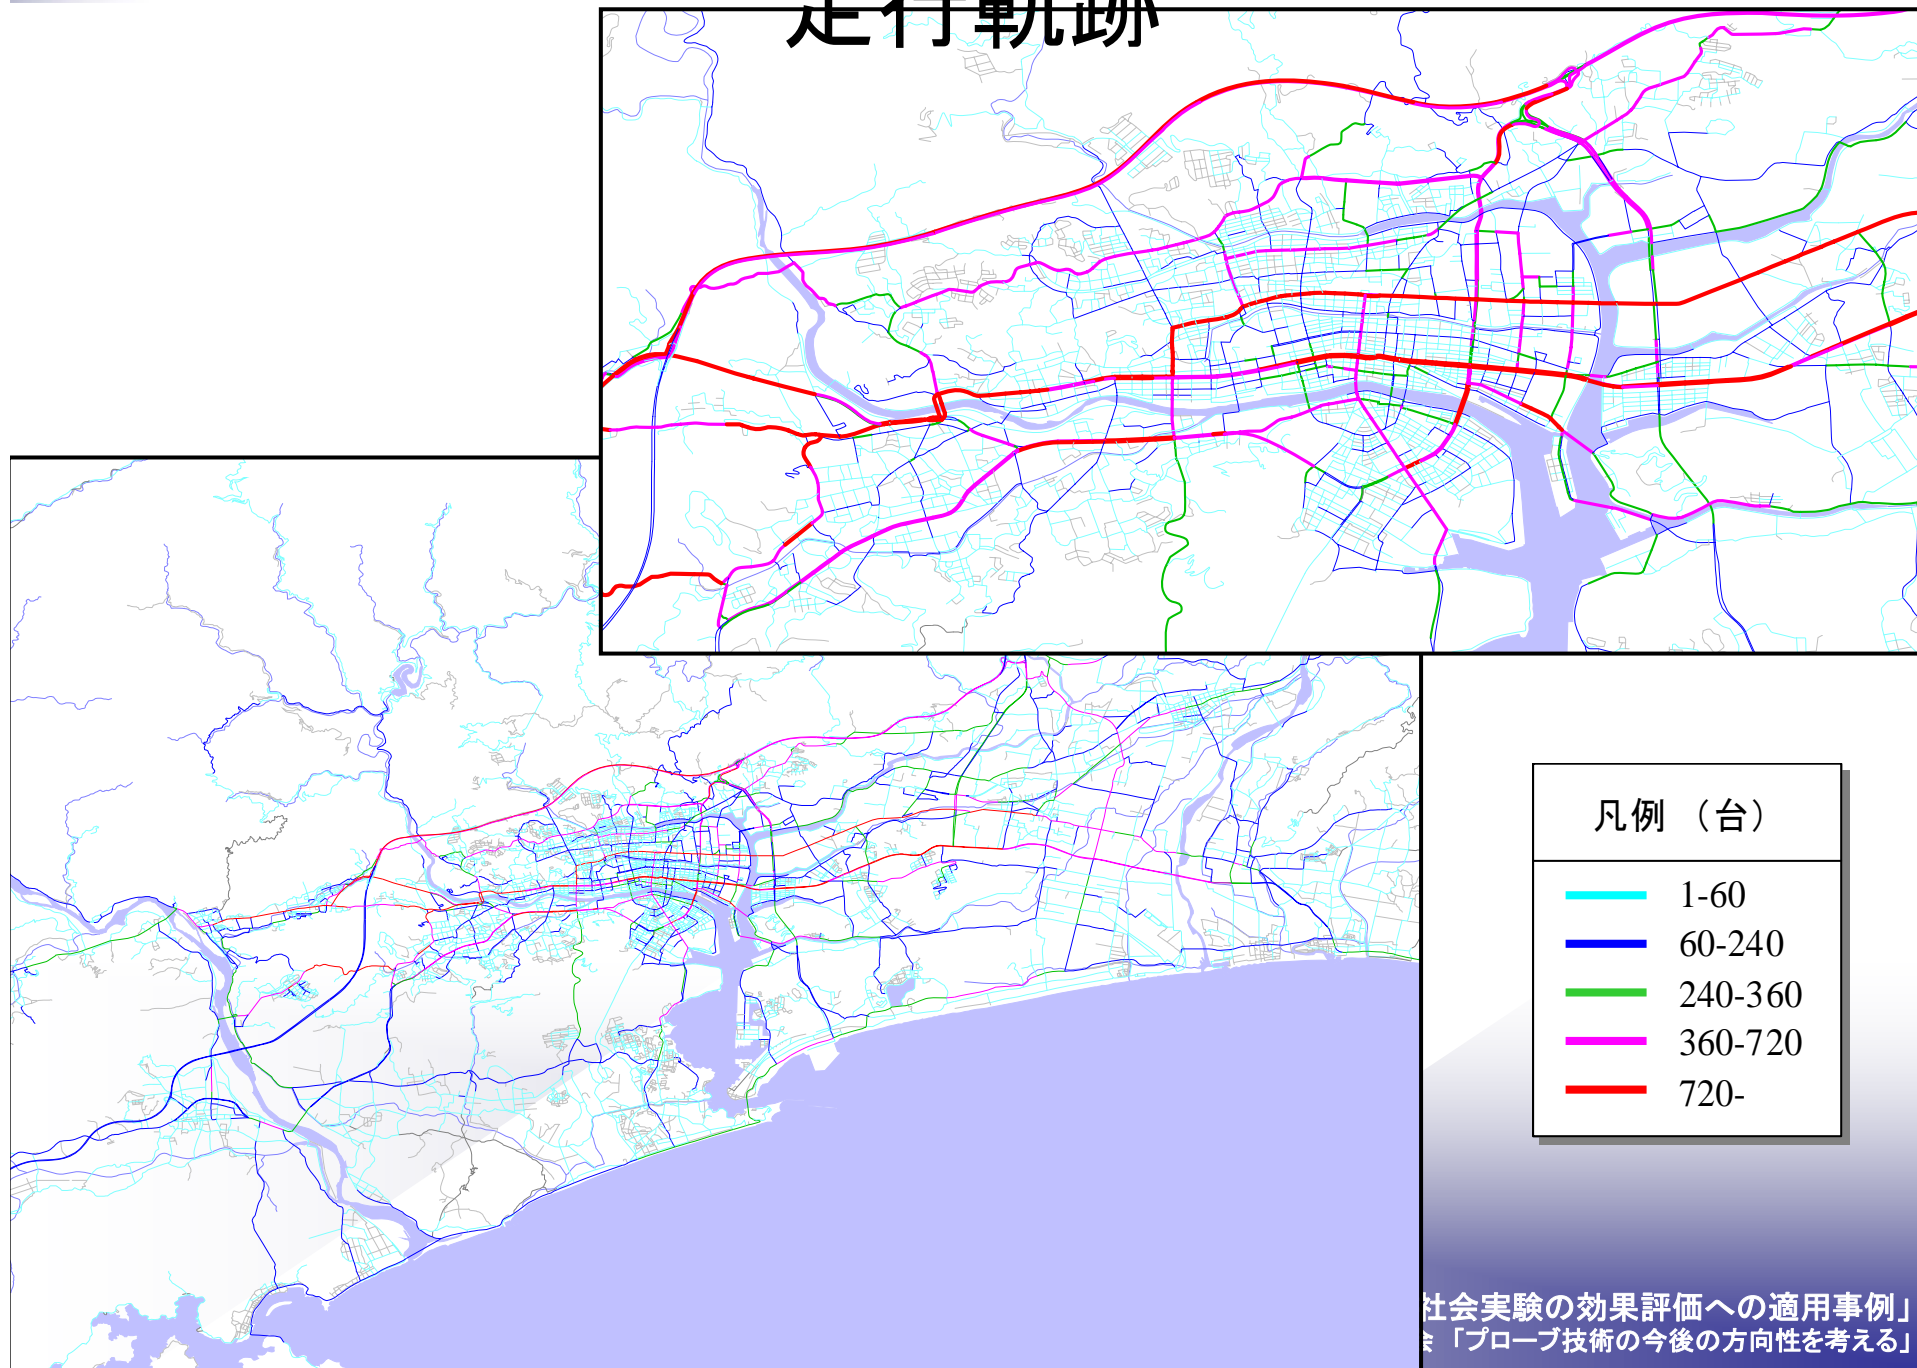 走行軌跡
凡例 （台）
1-60
60-240
240-360
360-720
720-
社会実験の効果評価への適用事例」
「プローブ技術の今後の方向性を考える」